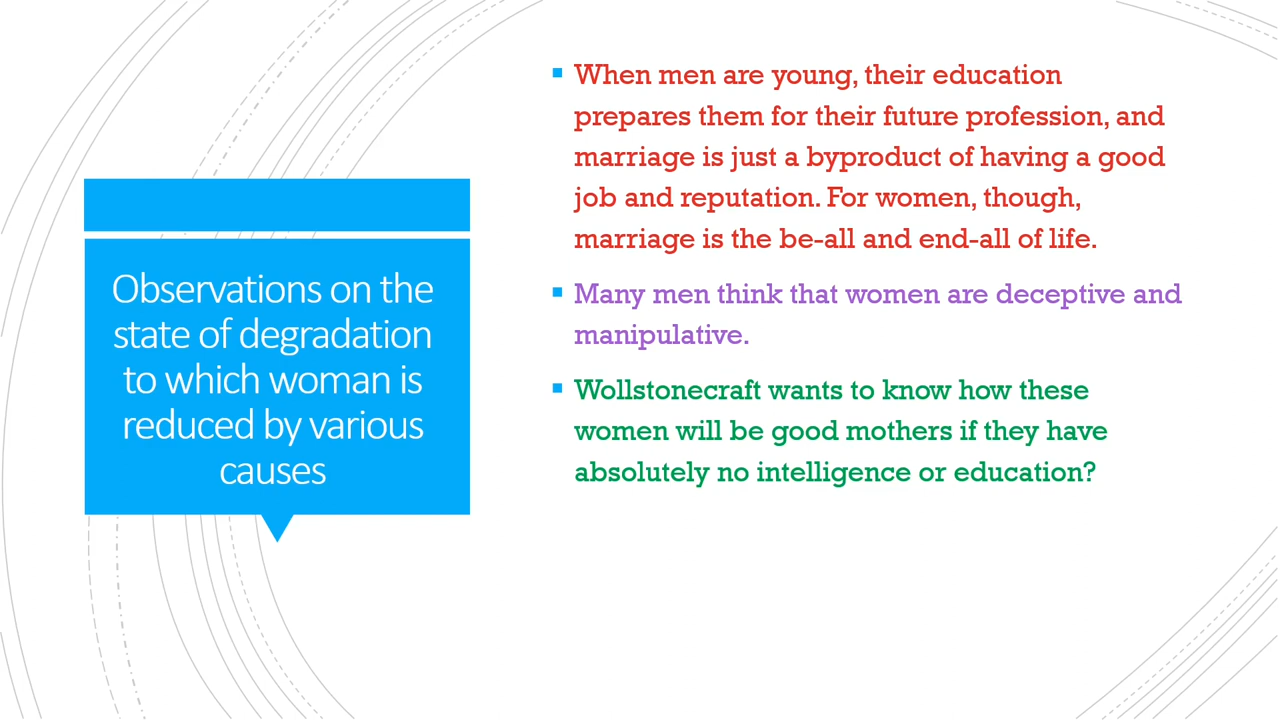 Observations on the
state of degradation
to which woman is
reduced by various
causes
When men are young, their education
prepares them for their future profession, and
marriage is just a byproduct of having a good
job and reputation. For women, though,
marriage is the be-all and end-all of life.
Many men think that women are deceptive and
manipulative.
Wollstonecraft wants to know how these
women will be good mothers if they have
absolutely no intelligence or education?